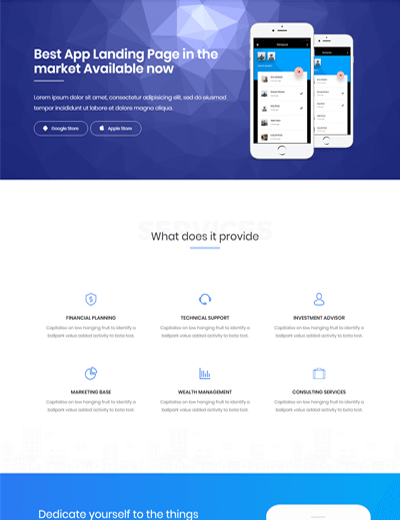 Best App Landing Page in the
market Available now
Lorem ipsum dolor sit amet, consectetur adipisicing elit, sed do eiusmod
tempor incididunt ut labore et dolore magna aliqua.
Google Store
Apple Store
SERVICES
What does it provide
FINANCIAL PLANNING
Capitalise on low hanging fruit to identify a
ballpark value added activity to beta test.
TECHNICAL SUPPORT
Capitalise on low hanging fruit to identify a
ballpark value added activity to beta test.
INVESTMENT ADVISOR
Capitalise on low hanging fruit to identify a
ballpark value added activity to beta test.
MARKETING BASE
Capitalise on low hanging fruit to identify a
ballpark value added activity to beta test.
WEALTH MANAGEMENT
Capitalise on low hanging fruit to identify a
ballpark value added activity to beta test.
CONSULTING SERVICES
Capitalise on low hanging fruit to identify a
ballpark value added activity to beta test.
Dedicate yourself to the things